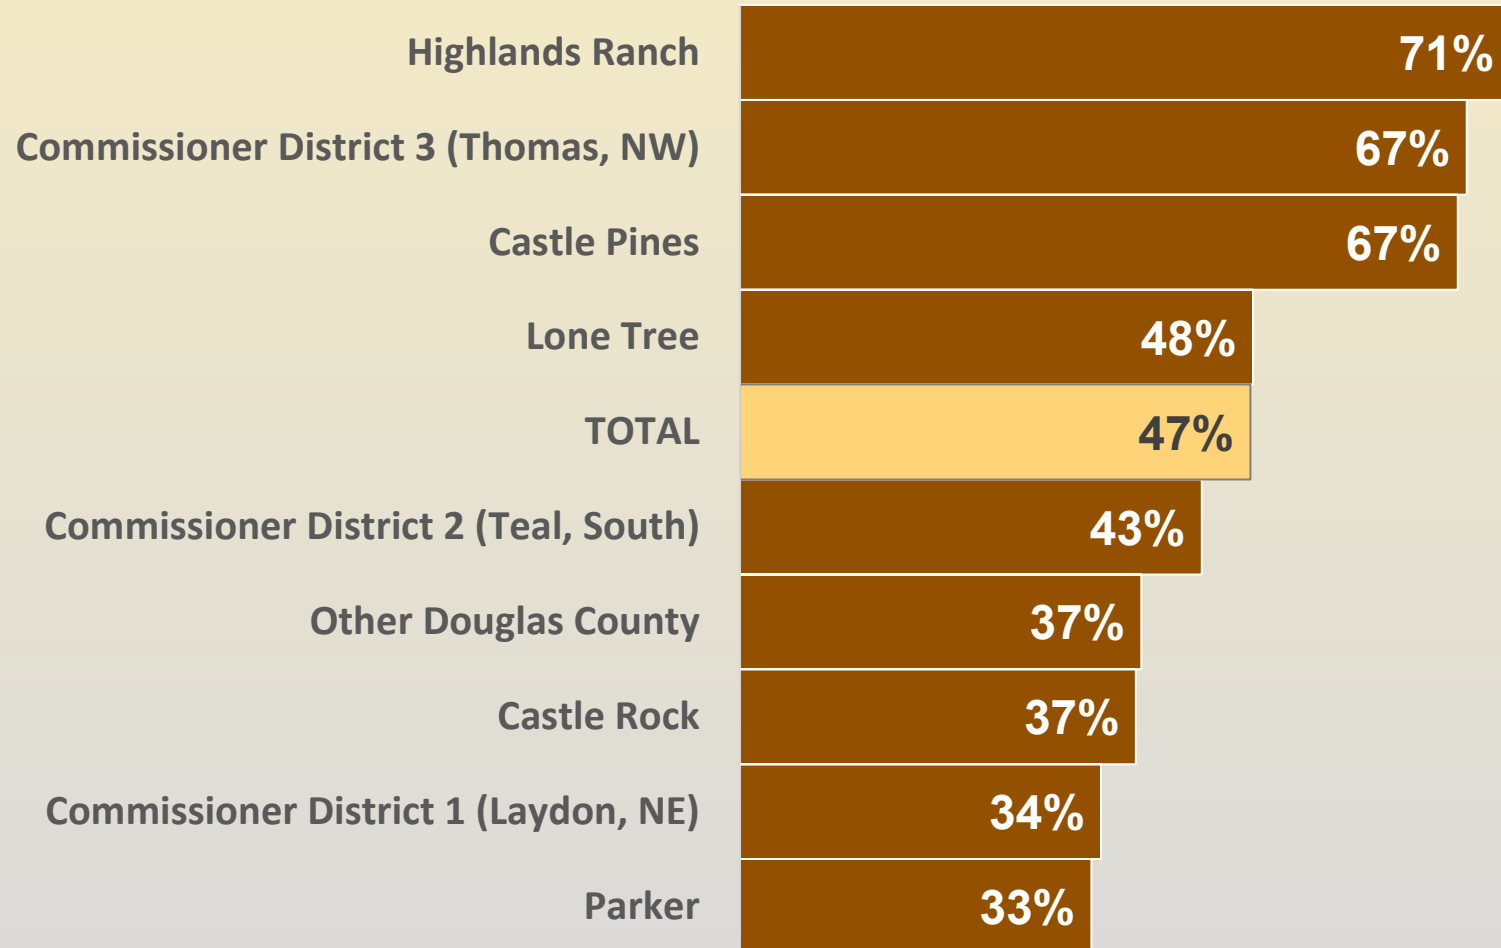 Highlands Ranch 71%
Commissioner District 3 (Thomas, NW) 67%
Castle Pines 67%
Lone Tree 48%
TOTAL 47%
Commissioner District 2 (Teal, South) 43%
Other Douglas County 37%
Castle Rock 37%
Commissioner District 1 (Laydon, NE) 34%
Parker 33%